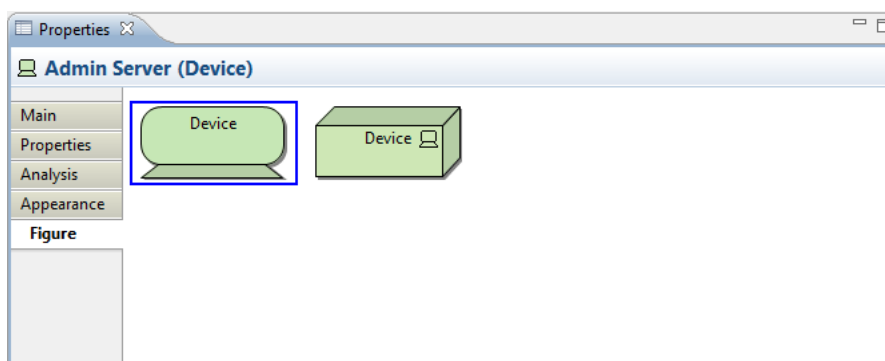 Properties
Admin Server (Device)
Main
Properties
Analysis
Appearance
Figure
Device
Device